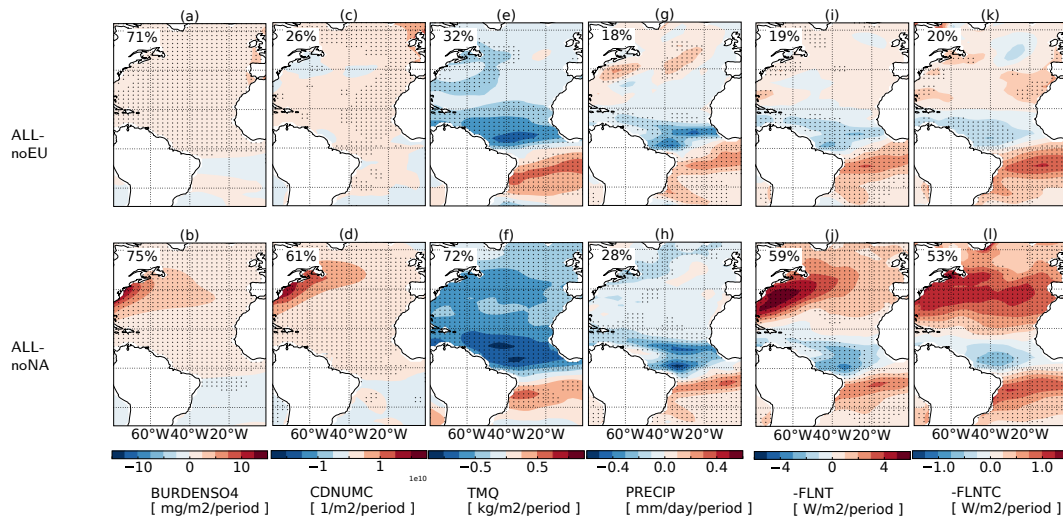 (a) (c) (e) (g) (i) (k)
71% 26% 32% 18% 19% 20%
ALL-
noEU
(b) (d) (f) (h) (j) (l)
75% 61% 72% 28% 59% 53%
ALL-
noNA
60°W40°W20°W 60°W40°W20°W 60°W40°W20°W 60°W40°W20°W 60°W40°W20°W 60°W40°W20°W
−10 0 10 −1 0 1 −0.5 0.0 0.5 −0.4 0.0 0.4 −4 0 4 −1.0 0.0 1.0
1e10
BURDENSO4 CDNUMC TMQ PRECIP -FLNT -FLNTC
[ mg/m2/period ] [ 1/m2/period ] [ kg/m2/period ] [ mm/day/period ] [ W/m2/period ] [ W/m2/period ]